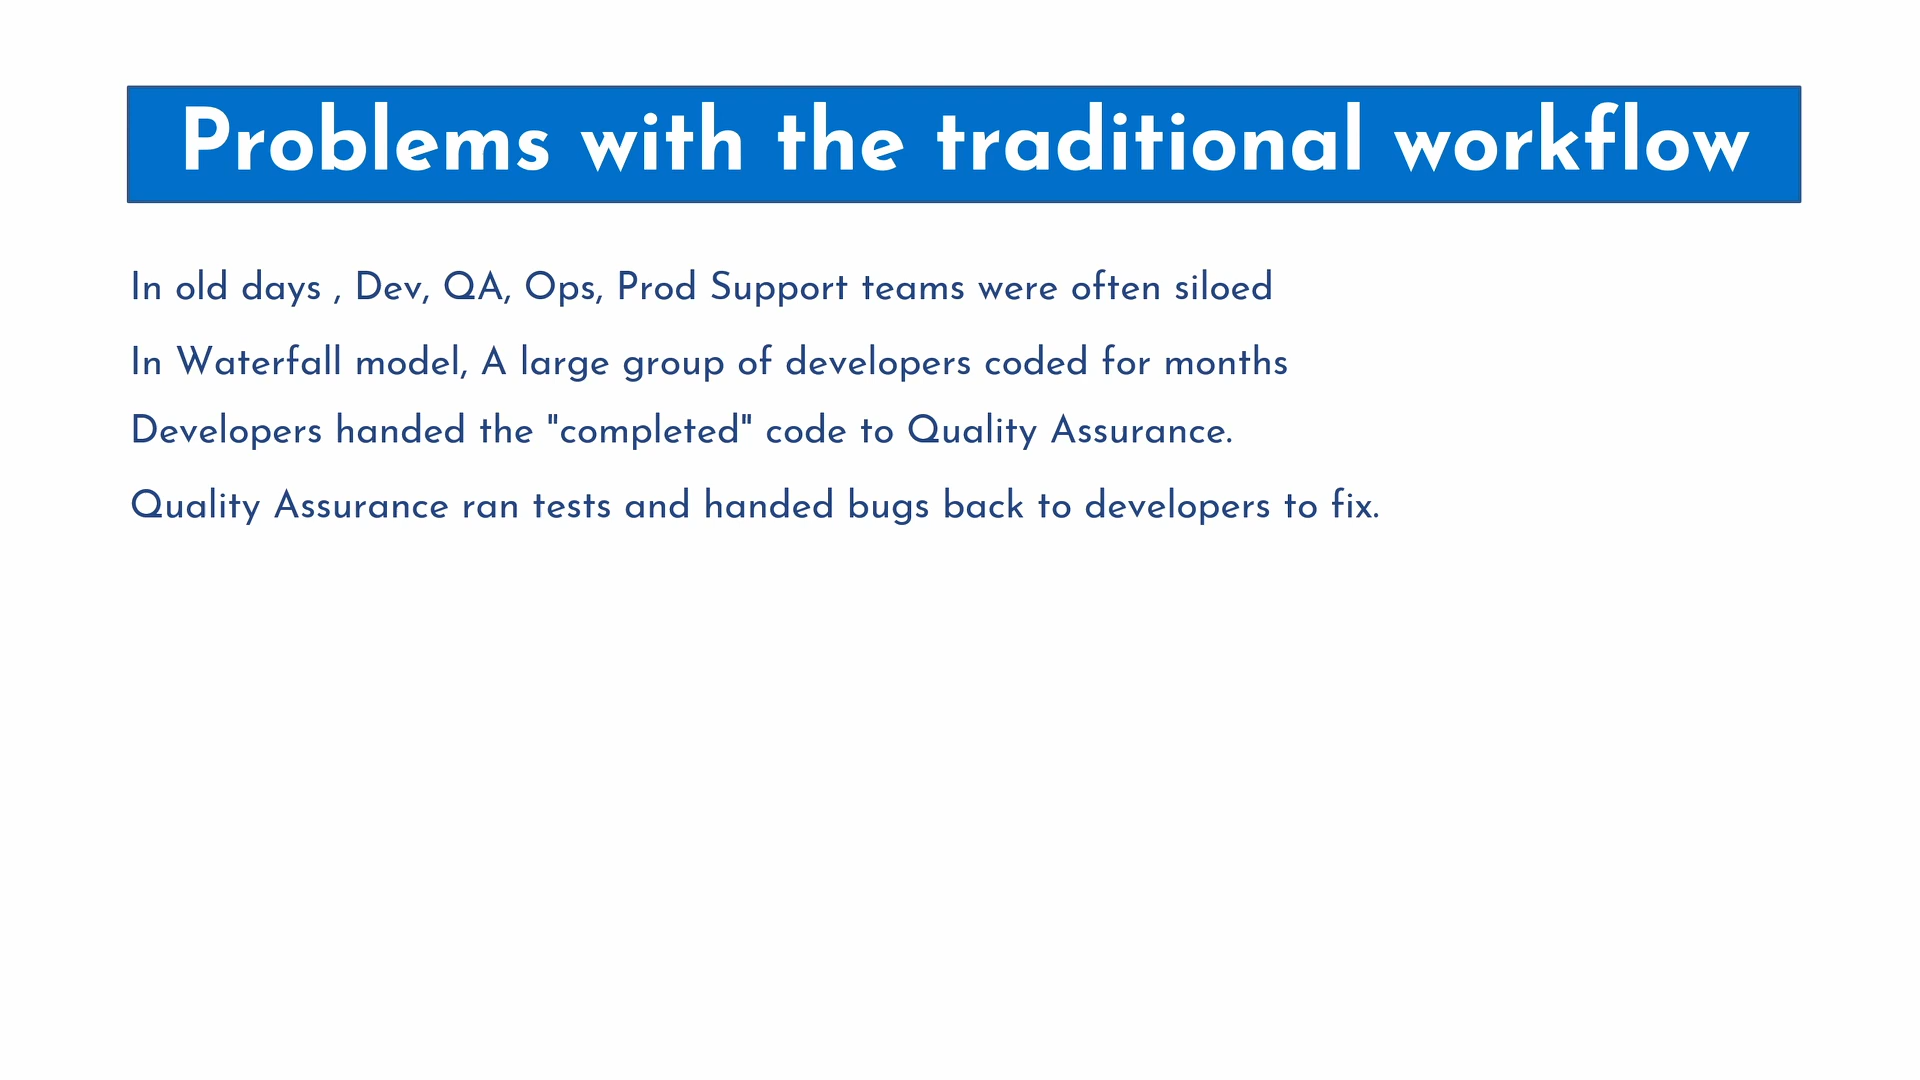 Problems with the traditional workflow
In old days , Dev, QA, Ops, Prod Support teams were often siloed
In Waterfall model, A large group of developers coded for months
Developers handed the "completed" code to Quality Assurance.
Quality Assurance ran tests and handed bugs back to developers to fix.